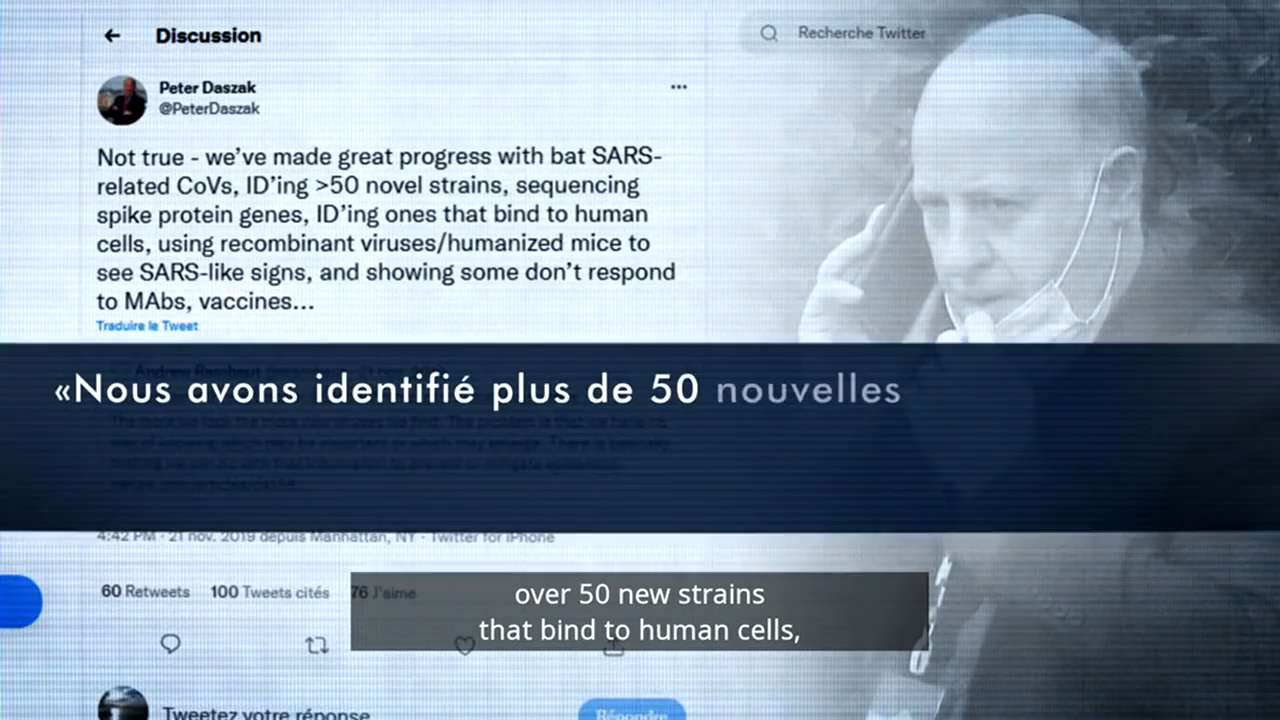 Discussion
Recherche Twitter
Peter Daszak
@PeterDaszak
Not true - we've made great progress with bat SARS-
related CoVs, ID'ing >50 novel strains, sequencing
spike protein genes, ID'ing ones that bind to human
cells, using recombinant viruses/humanized mice to
see SARS-like signs, and showing some don't respond
to MAbs, vaccines...
Traduire le Tweet
«Nous avons identifié plus de 50 nouvelles
4:42 PM · 21 nov. 2019 depuis Manhattan, NY · Twitter for iPhone
60 Retweets 100 Tweets cités 76 J'aime
over 50 new strains
that bind to human cells,
Tweetez votre réponse
Répondre